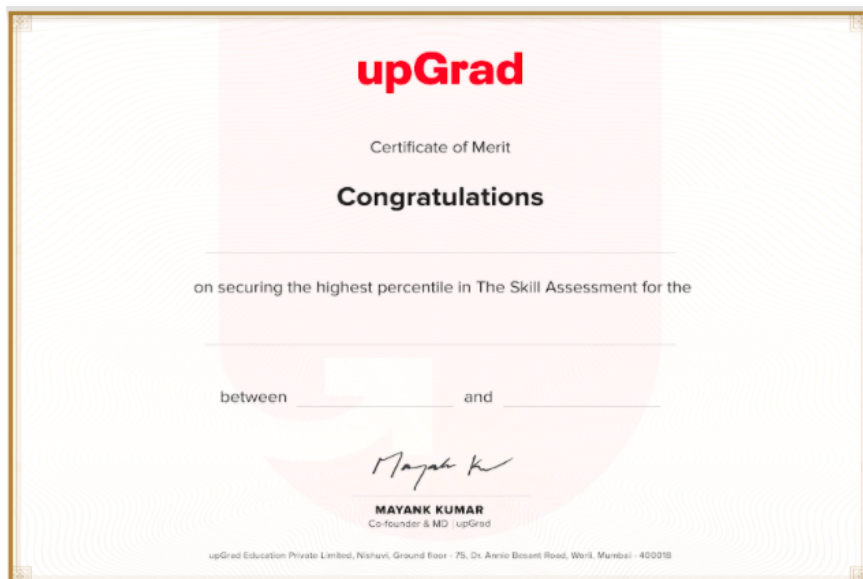 upGrad
Certificate of Merit
Congratulations
on securing the highest percentile in The Skill Assessment for the
between and
MAYANK KUMAR
Co-founder & MD | upGrad
upGrad Education Private Limited, Nishuvi, Ground floor - 75, Dr. Annie Besant Road, Worli, Mumbai - 400018